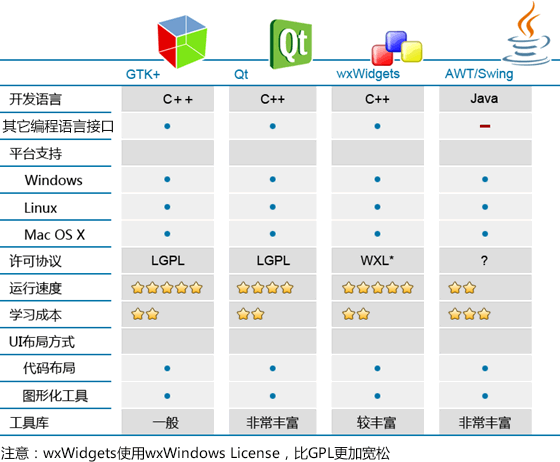 Qt
GTK+ Qt wxWidgets AWT/Swing
开发语言 C++ C++ C++ Java
其它编程语言接口 • • • –
平台支持
Windows • • • •
Linux • • • •
Mac OS X • • • •
许可协议 LGPL LGPL WXL* ?
运行速度
学习成本
UI布局方式
代码布局 • • • •
图形化工具 • • • •
工具库 一般 非常丰富 较丰富 非常丰富
注意：wxWidgets使用wxWindows License，比GPL更加宽松